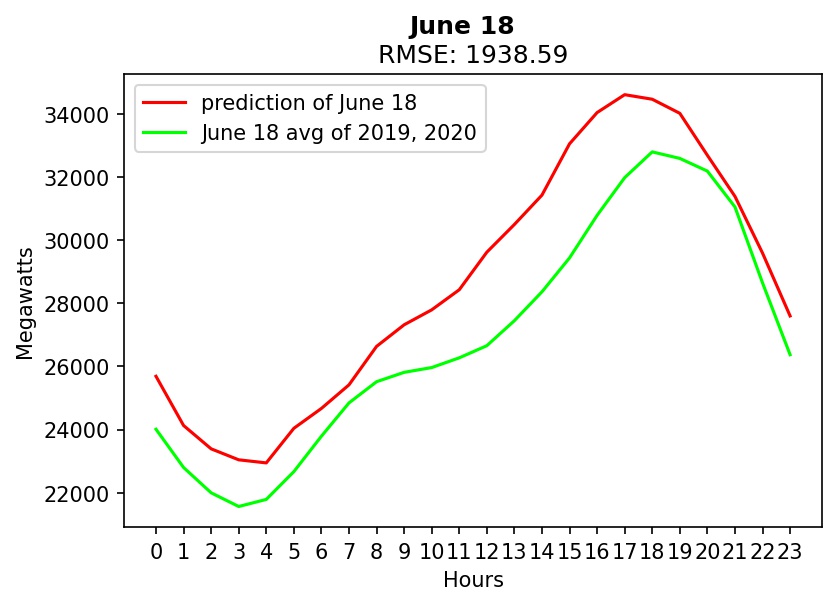 June 18
RMSE: 1938.59
prediction of June 18
June 18 avg of 2019, 2020
34000
32000
30000
28000
26000
24000
22000
Megawatts
0 1 2 3 4 5 6 7 8 9 10 11 12 13 14 15 16 17 18 19 20 21 22 23
Hours